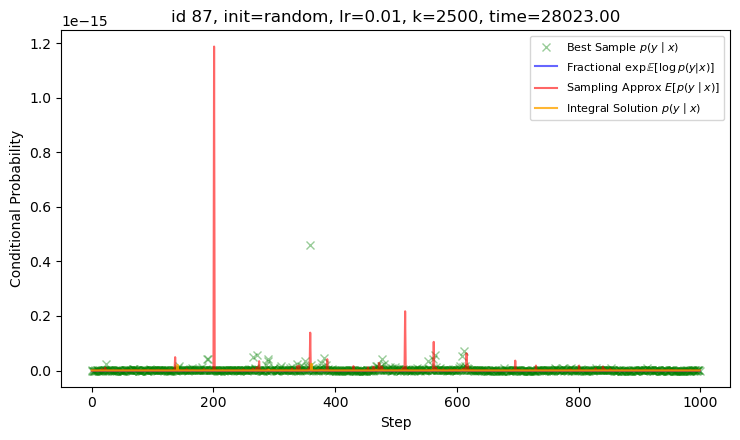 id 87, init=random, lr=0.01, k=2500, time=28023.00
1e−15
Best Sample p(y | x)
Fractional exp𝔼[log p(y|x)]
Sampling Approx E[p(y | x)]
Integral Solution p(y | x)
1.2
1.0
0.8
0.6
0.4
0.2
0.0
Conditional Probability
0
200
400
600
800
1000
Step